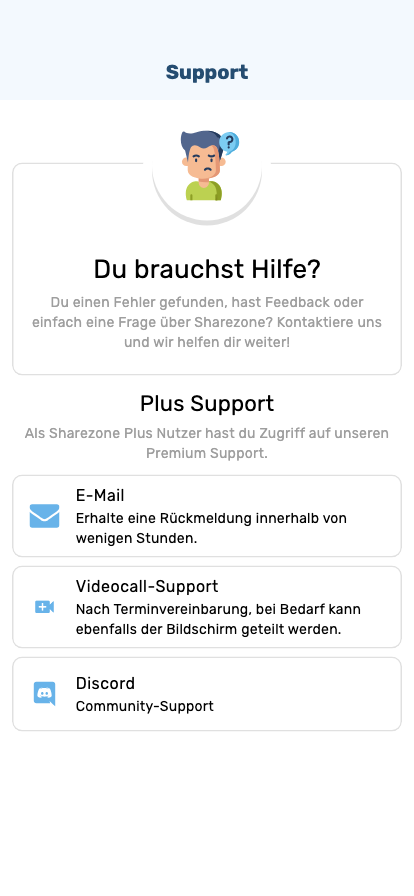 Support
?
Du brauchst Hilfe?
Du einen Fehler gefunden, hast Feedback oder
einfach eine Frage über Sharezone? Kontaktiere uns
und wir helfen dir weiter!
Plus Support
Als Sharezone Plus Nutzer hast du Zugriff auf unseren
Premium Support.
E-Mail
Erhalte eine Rückmeldung innerhalb von
wenigen Stunden.
Videocall-Support
Nach Terminvereinbarung, bei Bedarf kann
ebenfalls der Bildschirm geteilt werden.
Discord
Community-Support